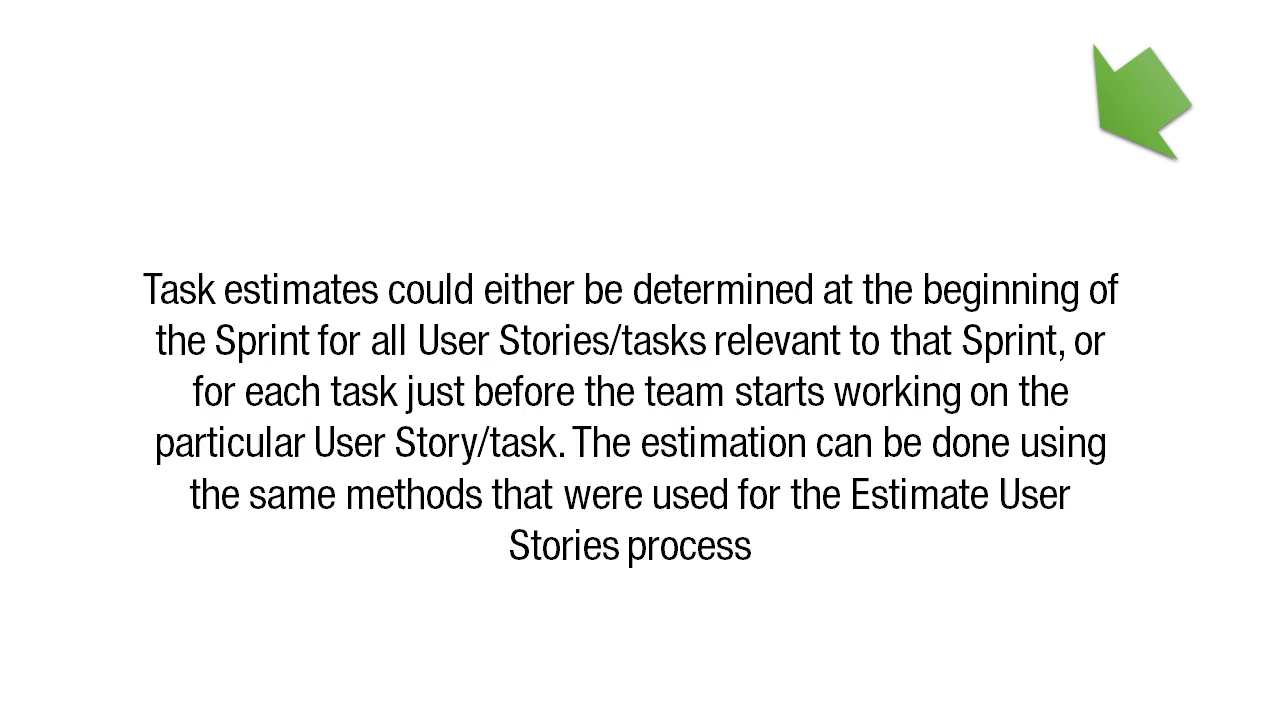 Task estimates could either be determined at the beginning of
the Sprint for all User Stories/tasks relevant to that Sprint, or
for each task just before the team starts working on the
particular User Story/task. The estimation can be done using
the same methods that were used for the Estimate User
Stories process